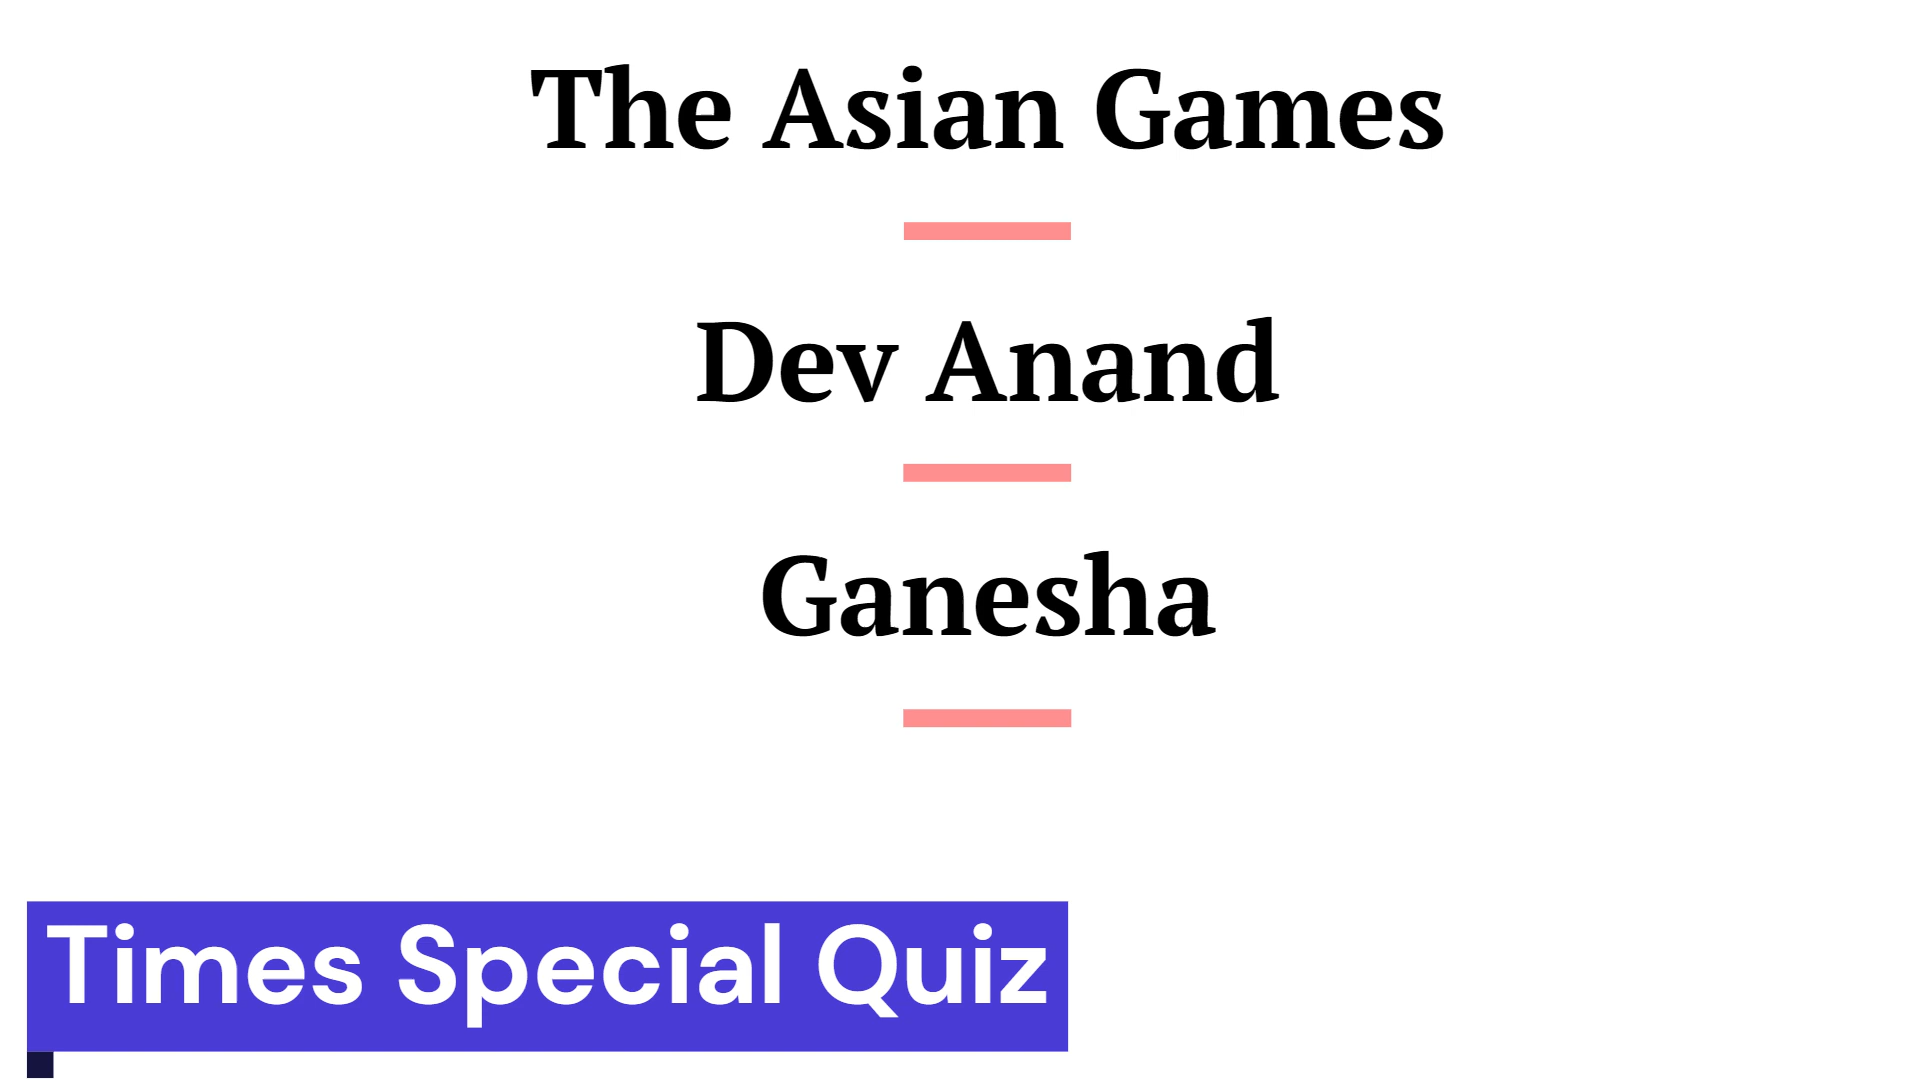 The Asian Games
Dev Anand
Ganesha
Times Special Quiz